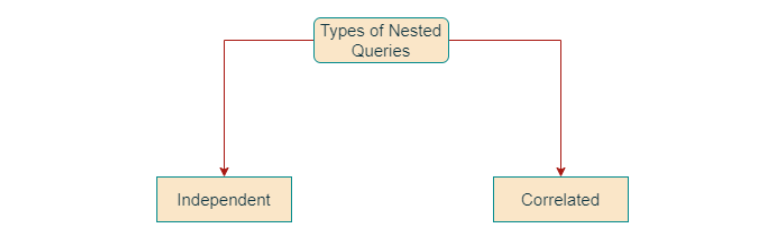 Types of Nested
Queries
Independent
Correlated